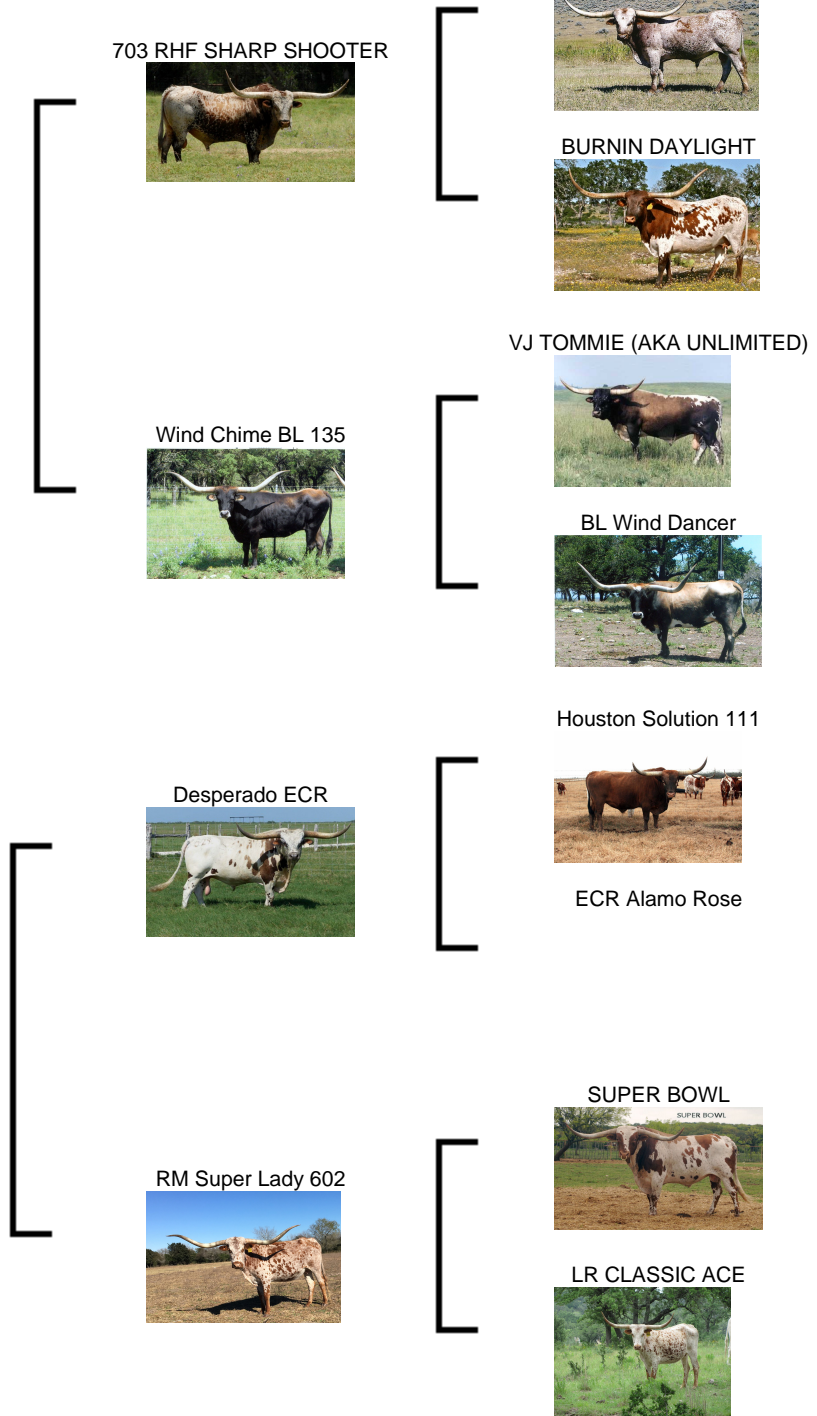 703 RHF SHARP SHOOTER
BURNIN DAYLIGHT
VJ TOMMIE (AKA UNLIMITED)
Wind Chime BL 135
BL Wind Dancer
Houston Solution 111
Desperado ECR
ECR Alamo Rose
SUPER BOWL
SUPER BOWL
RM Super Lady 602
LR CLASSIC ACE